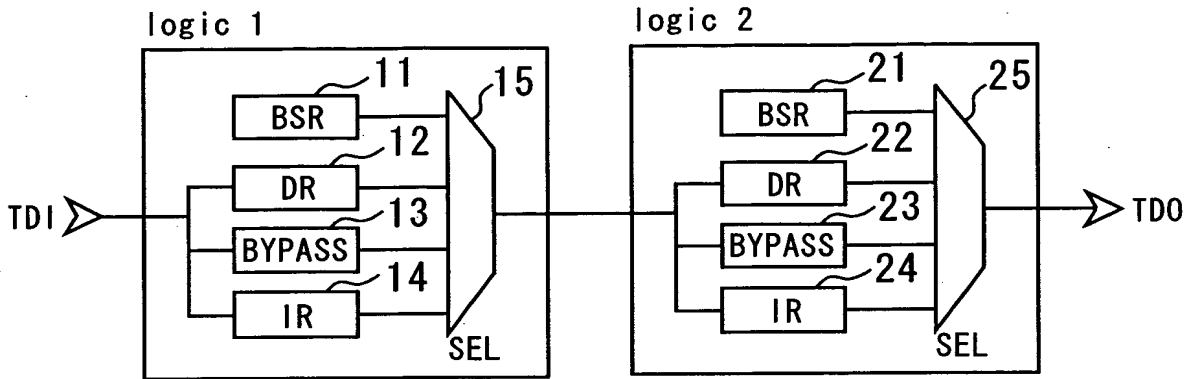 logic 1
11
BSR
15
12
DR
TDI
13
BYPASS
14
IR
SEL
logic 2
21
BSR
25
22
DR
23
BYPASS
24
IR
SEL
TDO